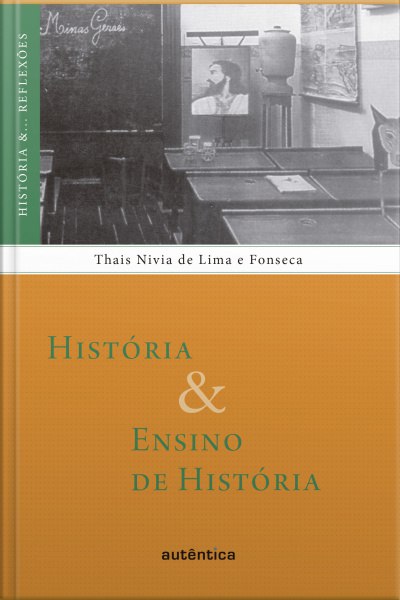 HISTÓRIA &... REFLEXÕES
Minas Geraes
Thais Nivia de Lima e Fonseca
HISTÓRIA
&
ENSINO
DE HISTÓRIA
autêntica